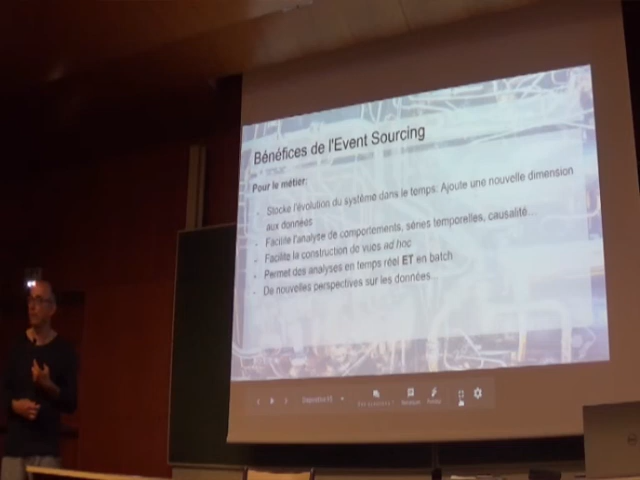 Bénéfices de l'Event Sourcing
Pour le métier:
- Stocke l'évolution du système dans le temps. Ajoute une nouvelle dimension
aux données
- Facilite l'analyse de comportements, séries temporelles, causalité...
- Facilite la construction de vues ad hoc
- Permet des analyses en temps réel ET en batch
- De nouvelles perspectives sur les données